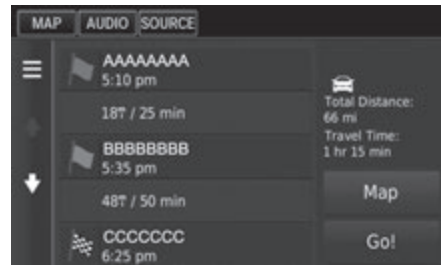 MAP AUDIO SOURCE
AAAAAAAA
5:10 pm
18₸ / 25 min
BBBBBBBB
5:35 pm
48₸ / 50 min
CCCCCCC
6:25 pm
Total Distance:
66 mi
Travel Time:
1 hr 15 min
Map
Go!